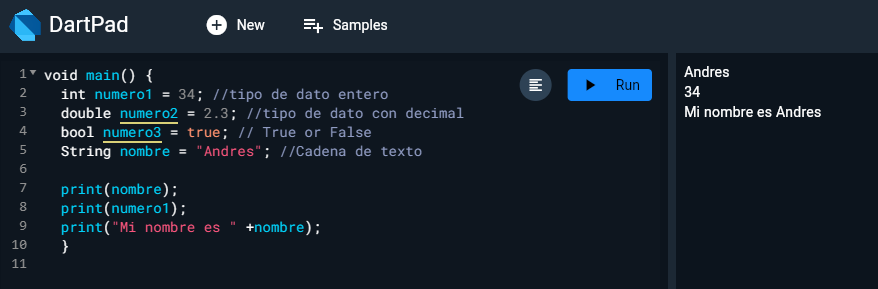 DartPad New Samples
1 void main() {
2 int numero1 = 34; //tipo de dato entero
3 double numero2 = 2.3; //tipo de dato con decimal
4 bool numero3 = true; // True or False
5 String nombre = "Andres"; //Cadena de texto
6
7 print(nombre);
8 print(numero1);
9 print("Mi nombre es " +nombre);
10 }
11
Run
Andres
34
Mi nombre es Andres